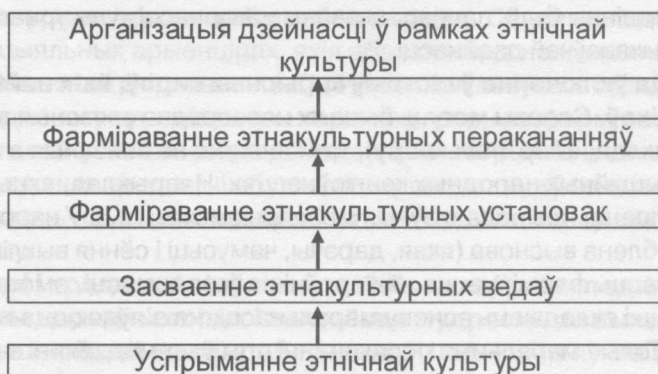 Арганізацыя дзейнасці ў рамках этнічнай
культуры
Фарміраванне этнакультурных перакананняў
Фарміраванне этнакультурных установак
Засваенне этнакультурных ведаў
Успрыманне этнічнай культуры